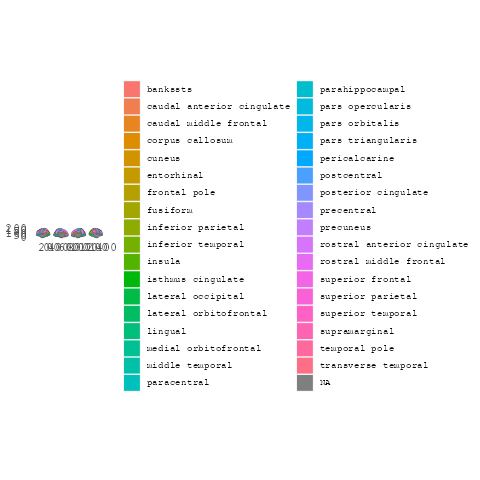 bankssts
caudal anterior cingulate
caudal middle frontal
corpus callosum
cuneus
entorhinal
frontal pole
fusiform
inferior parietal
inferior temporal
insula
isthmus cingulate
lateral occipital
lateral orbitofrontal
lingual
medial orbitofrontal
middle temporal
paracentral
parahippocampal
pars opercularis
pars orbitalis
pars triangularis
pericalcarine
postcentral
posterior cingulate
precentral
precuneus
rostral anterior cingulate
rostral middle frontal
superior frontal
superior parietal
superior temporal
supramarginal
temporal pole
transverse temporal
NA